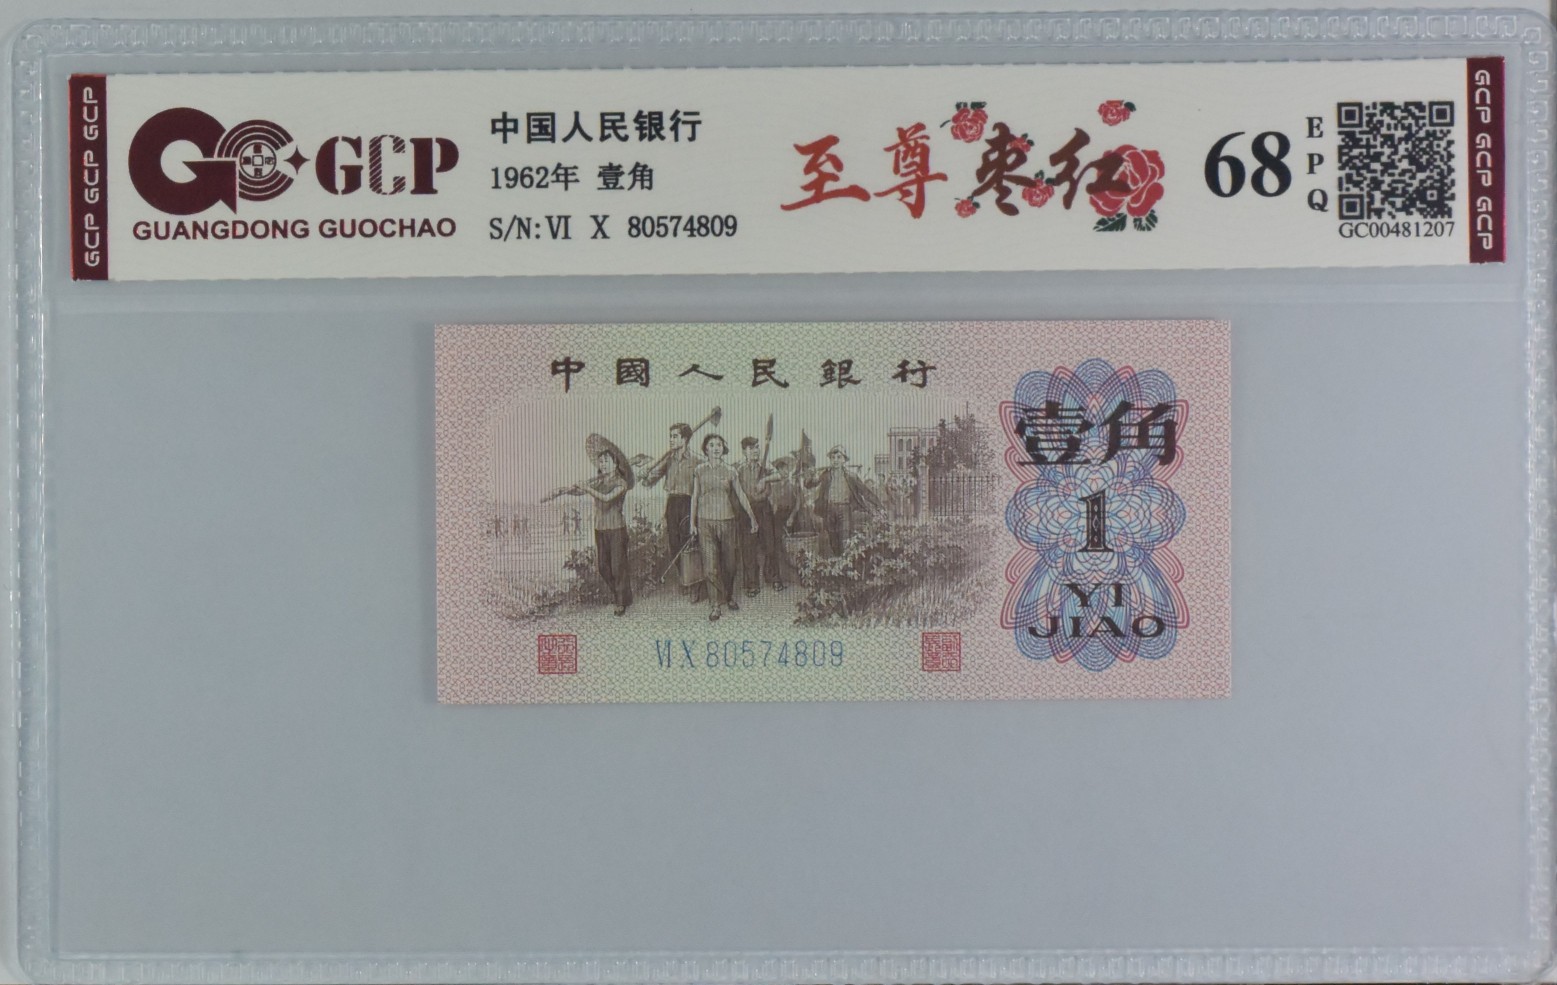 GCP GCP GCP
GCP
GUANGDONG GUOCHAO
中国人民银行
1962年 壹角
S/N:VI X 80574809
至尊枣红
68
EPQ
GC00481207
GCP GCP GCP
中國人民銀行
壹角
1
YI
JIAO
VI X 80574809